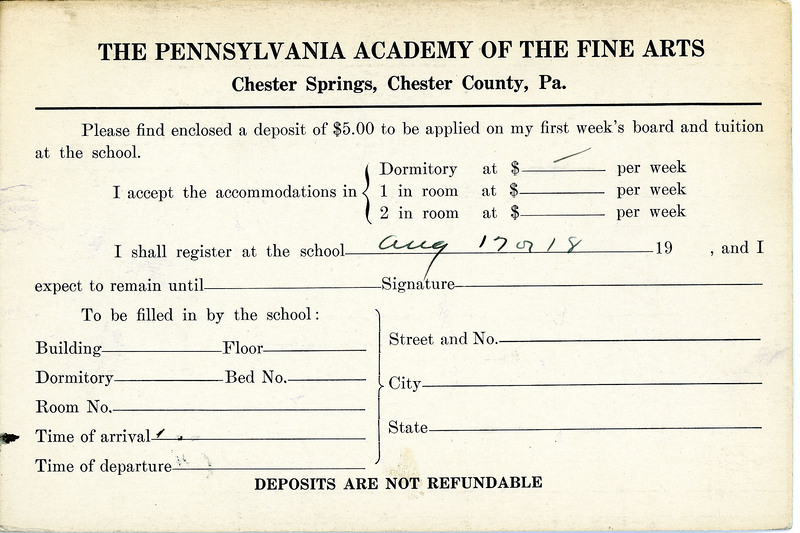 THE PENNSYLVANIA ACADEMY OF THE FINE ARTS
Chester Springs, Chester County, Pa.
Please find enclosed a deposit of $5.00 to be applied on my first week's board and tuition
at the school.
I accept the accommodations in
Dormitory at $ per week
1 in room at $ per week
2 in room at $ per week
I shall register at the school Aug 17 or 18 19 , and I
expect to remain until Signature
To be filled in by the school:
Building Floor
Dormitory Bed No.
Room No.
Time of arrival
Time of departure
Street and No.
City
State
DEPOSITS ARE NOT REFUNDABLE